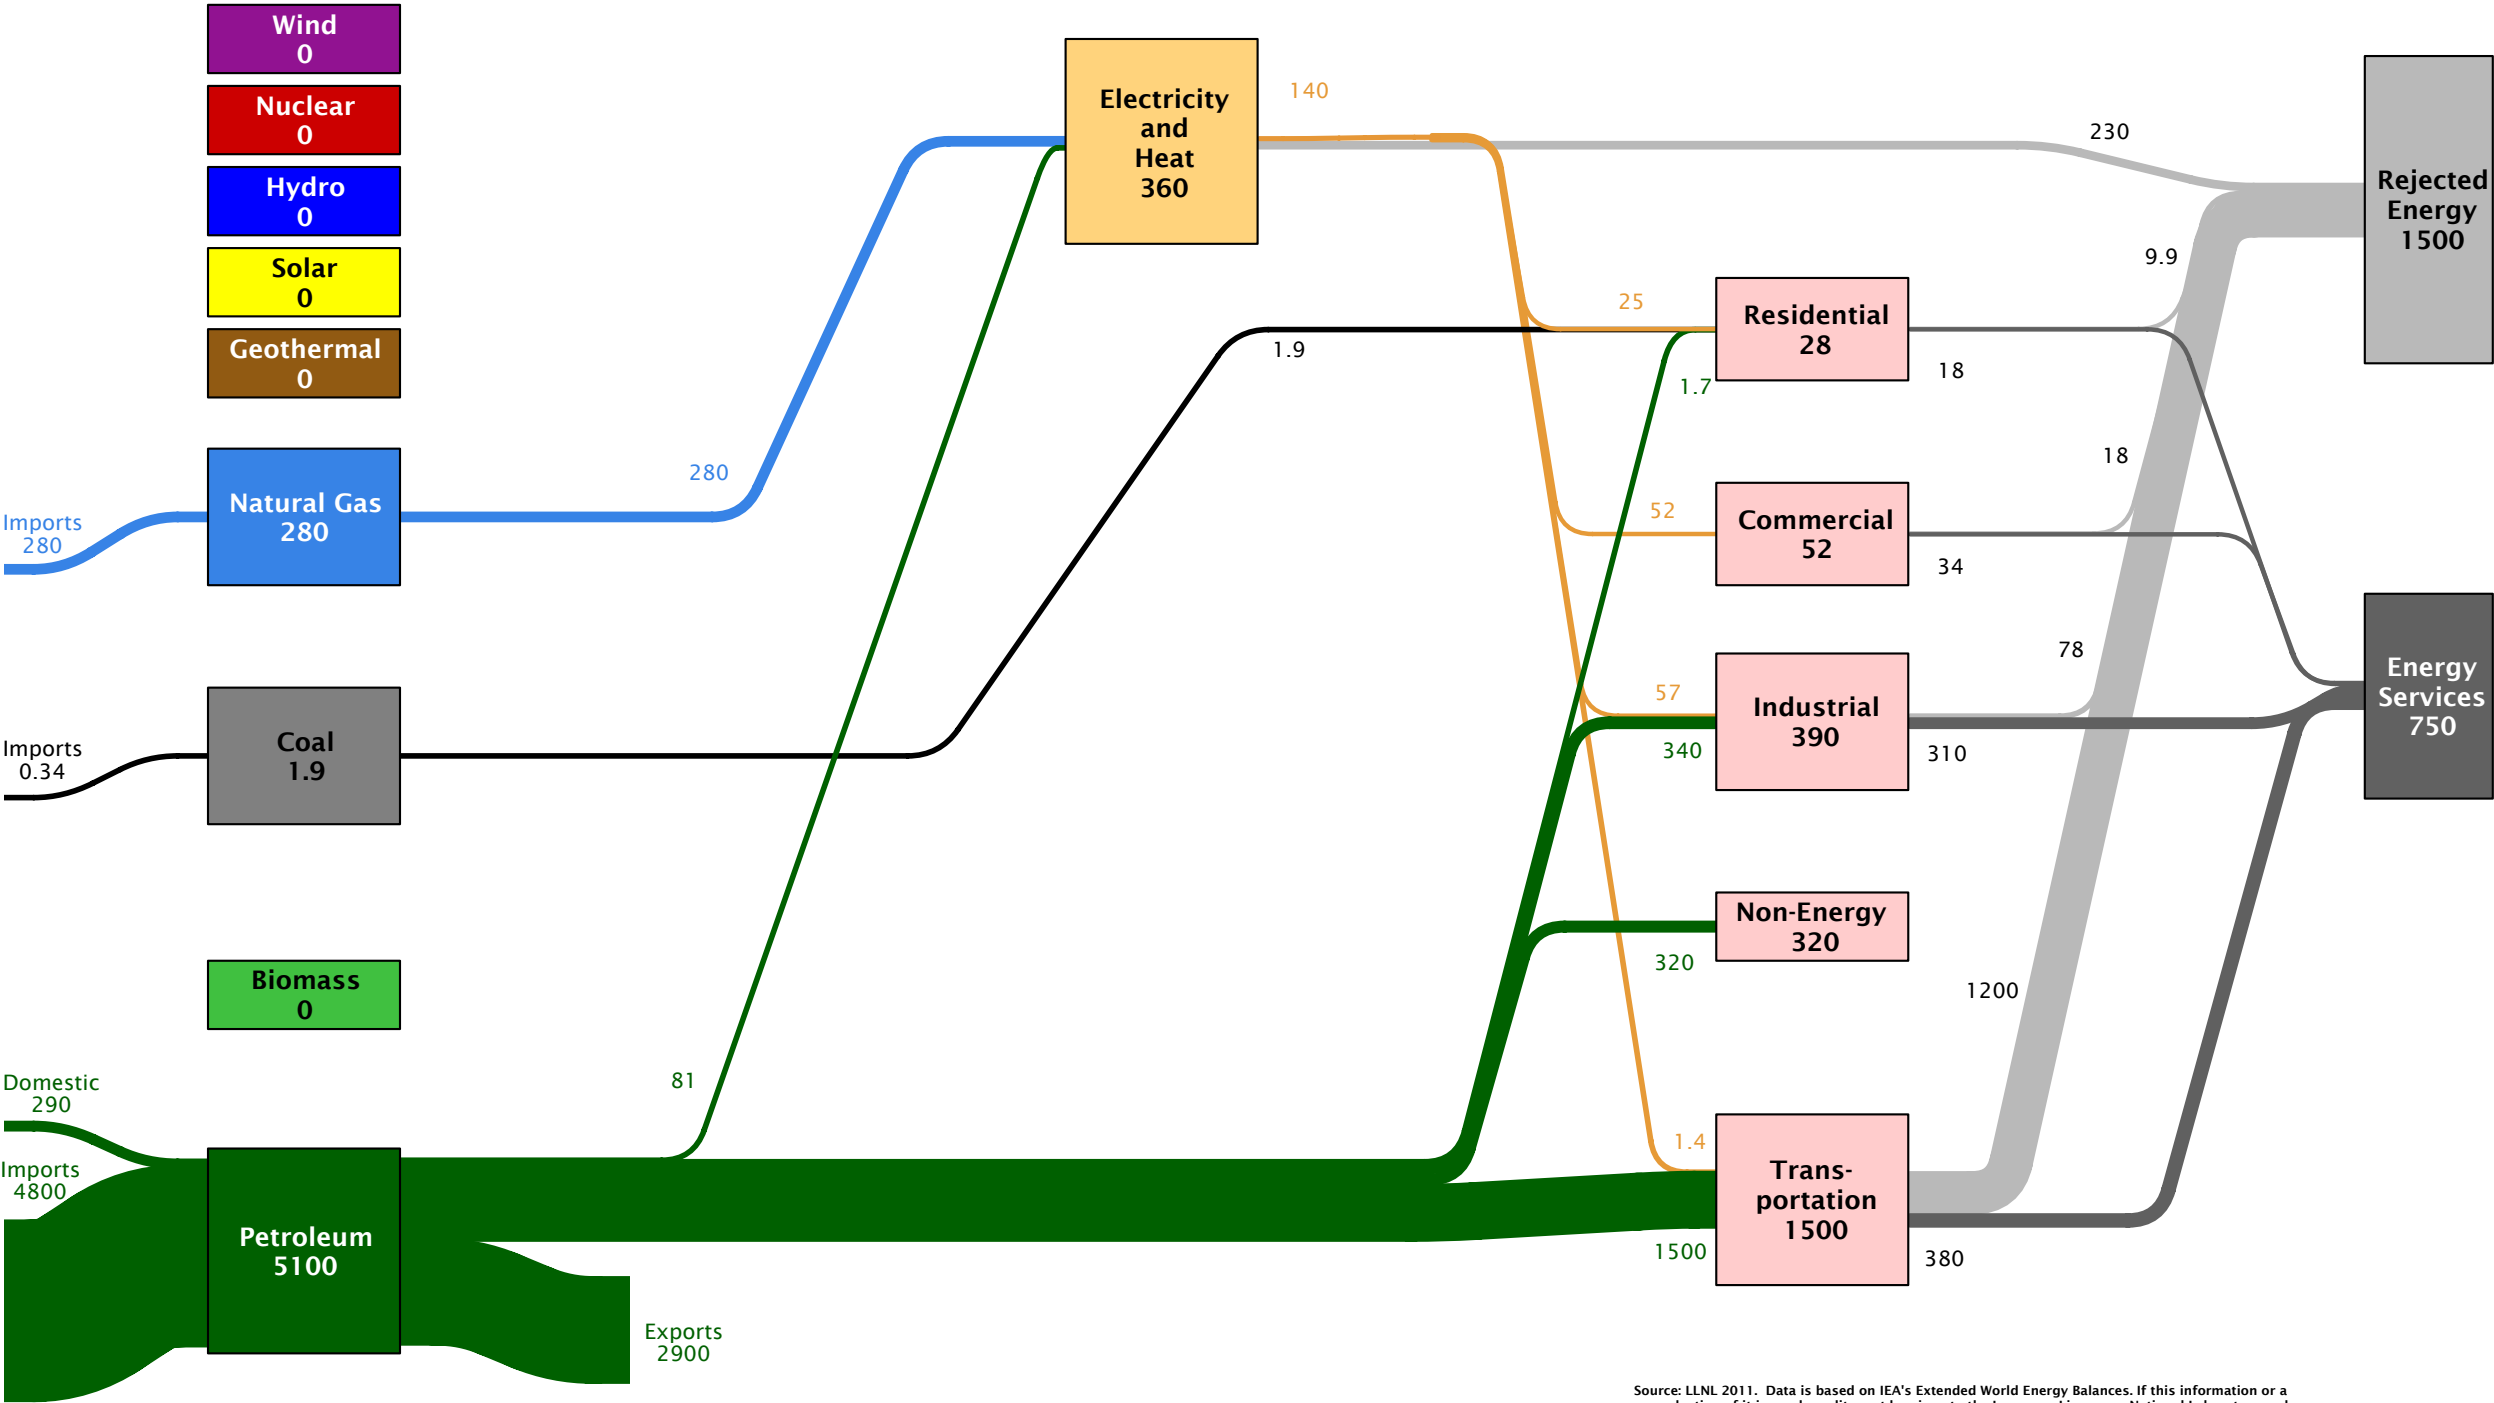 Wind
0
Nuclear
0
Hydro
0
Solar
0
Geothermal
0
Imports
280
Natural Gas
280
280
Imports
0.34
Coal
1.9
Biomass
0
Domestic
290
Imports
4800
Petroleum
5100
81
Exports
2900
Electricity
and
Heat
360
140
230
1.9
25
1.7
Residential
28
9.9
18
52
Commercial
52
18
34
57
340
Industrial
390
78
310
320
Non-Energy
320
1.4
1500
Trans-
portation
1500
1200
380
Rejected
Energy
1500
Energy
Services
750
Source: LLNL 2011. Data is based on IEA's Extended World Energy Balances. If this information or a